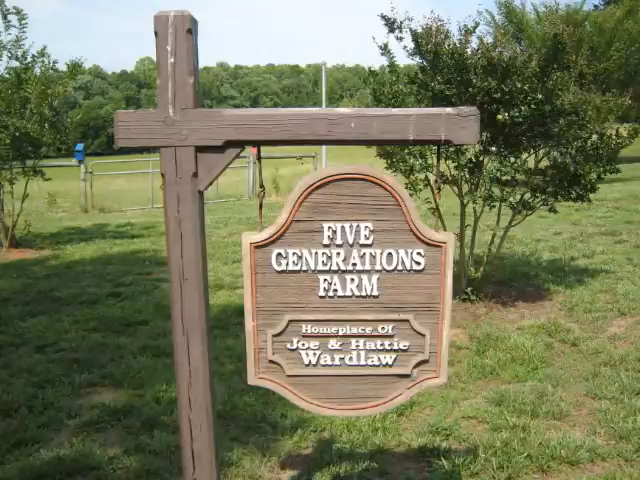 FIVE
GENERATIONS
FARM
Homeplace Of
Joe & Hattie
Wardlaw